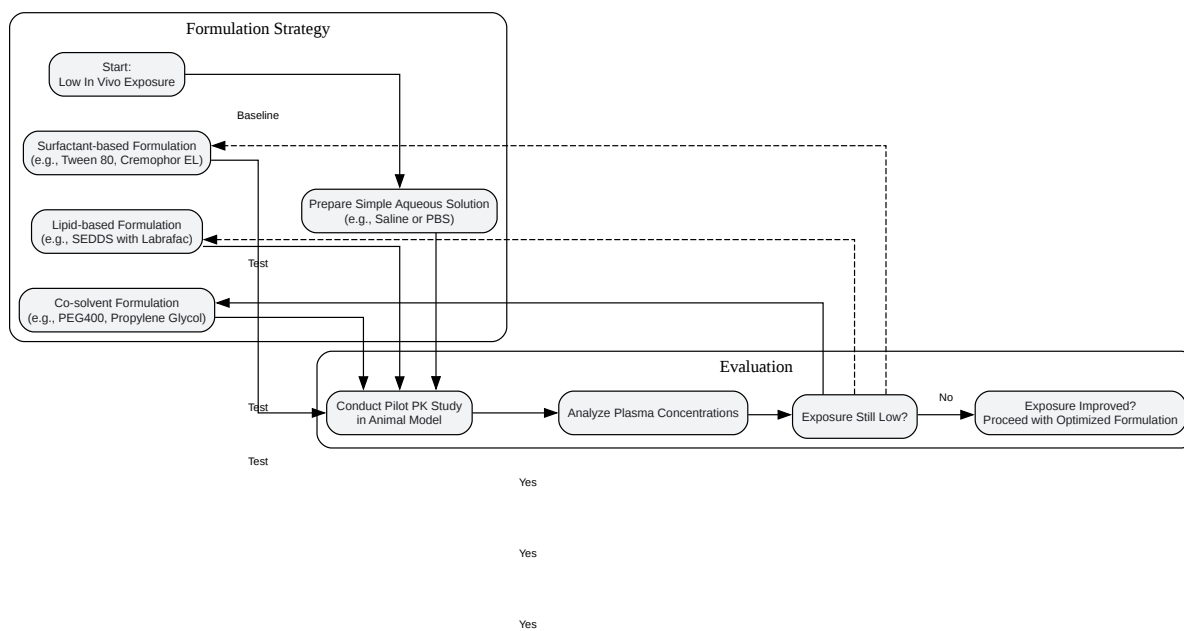 Formulation Strategy
Start:
Low In Vivo Exposure
Baseline
Surfactant-based Formulation
(e.g., Tween 80, Cremophor EL)
Prepare Simple Aqueous Solution
(e.g., Saline or PBS)
Lipid-based Formulation
(e.g., SEDDS with Labrafac)
Test
Co-solvent Formulation
(e.g., PEG400, Propylene Glycol)
Evaluation
Test
Conduct Pilot PK Study
in Animal Model
Analyze Plasma Concentrations
Exposure Still Low?
No
Exposure Improved?
Proceed with Optimized Formulation
Test
Yes
Yes
Yes